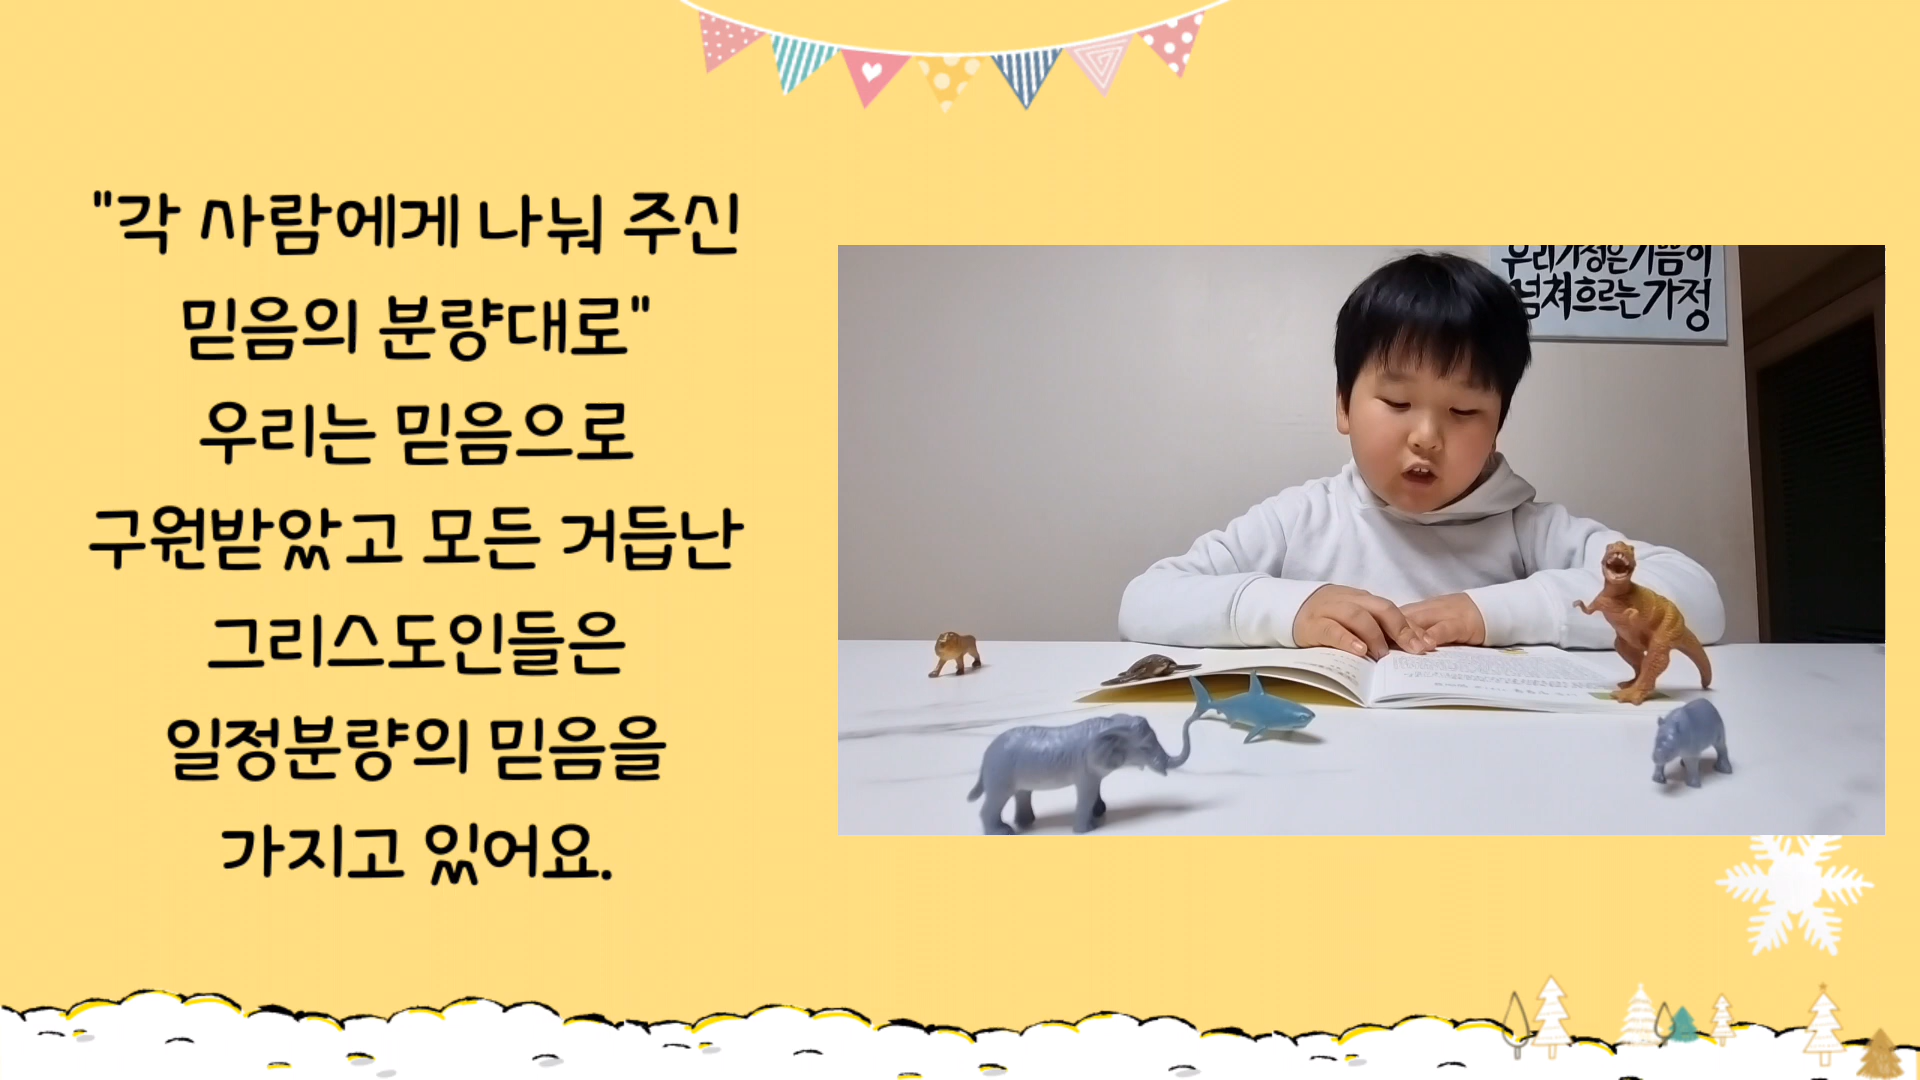 "각 사람에게 나눠 주신
믿음의 분량대로"
우리는 믿음으로
구원받았고 모든 거듭난
그리스도인들은
일정분량의 믿음을
가지고 있어요.
우리가정은기쁨이
넘쳐흐르는가정